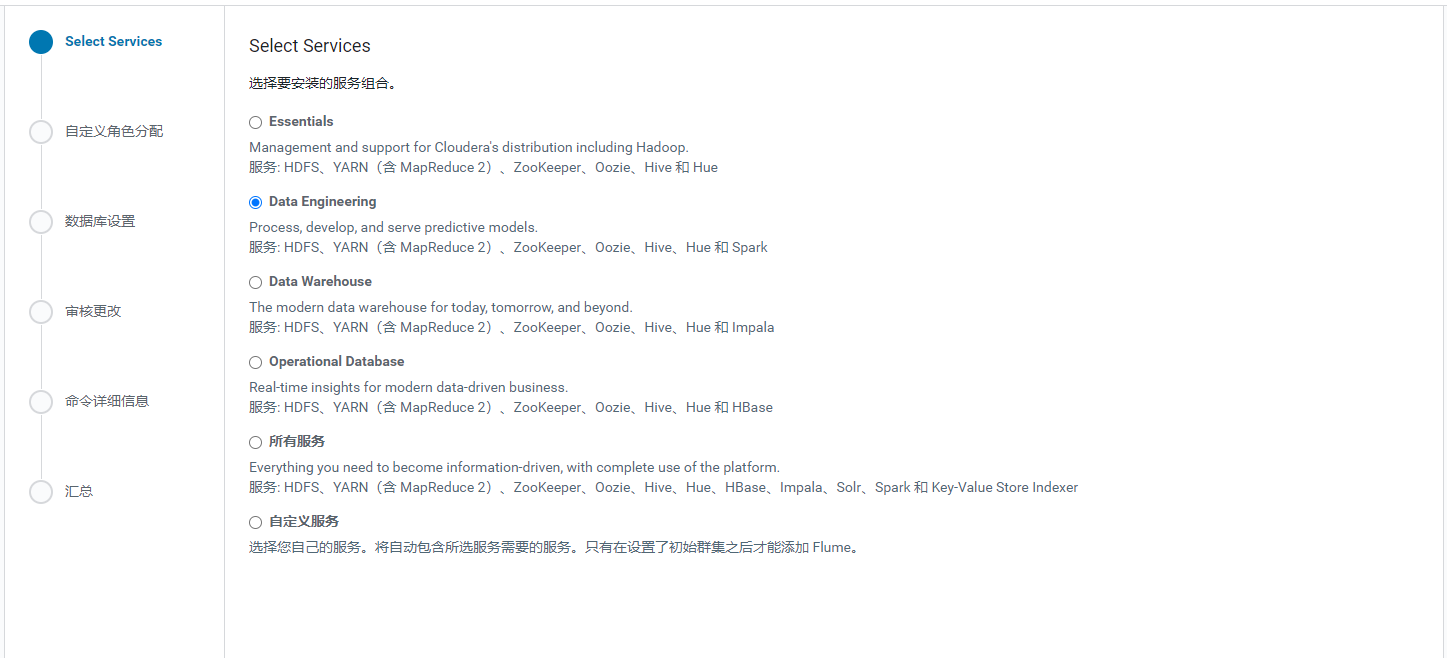 Select Services
自定义角色分配
数据库设置
审核更改
命令详细信息
汇总
Select Services
选择要安装的服务组合。
Essentials
Management and support for Cloudera's distribution including Hadoop.
服务: HDFS、YARN（含 MapReduce 2）、ZooKeeper、Oozie、Hive 和 Hue
Data Engineering
Process, develop, and serve predictive models.
服务: HDFS、YARN（含 MapReduce 2）、ZooKeeper、Oozie、Hive、Hue 和 Spark
Data Warehouse
The modern data warehouse for today, tomorrow, and beyond.
服务: HDFS、YARN（含 MapReduce 2）、ZooKeeper、Oozie、Hive、Hue 和 Impala
Operational Database
Real-time insights for modern data-driven business.
服务: HDFS、YARN（含 MapReduce 2）、ZooKeeper、Oozie、Hive、Hue 和 HBase
所有服务
Everything you need to become information-driven, with complete use of the platform.
服务: HDFS、YARN（含 MapReduce 2）、ZooKeeper、Oozie、Hive、Hue、HBase、Impala、Solr、Spark 和 Key-Value Store Indexer
自定义服务
选择您自己的服务。将自动包含所选服务需要的服务。只有在设置了初始群集之后才能添加 Flume。